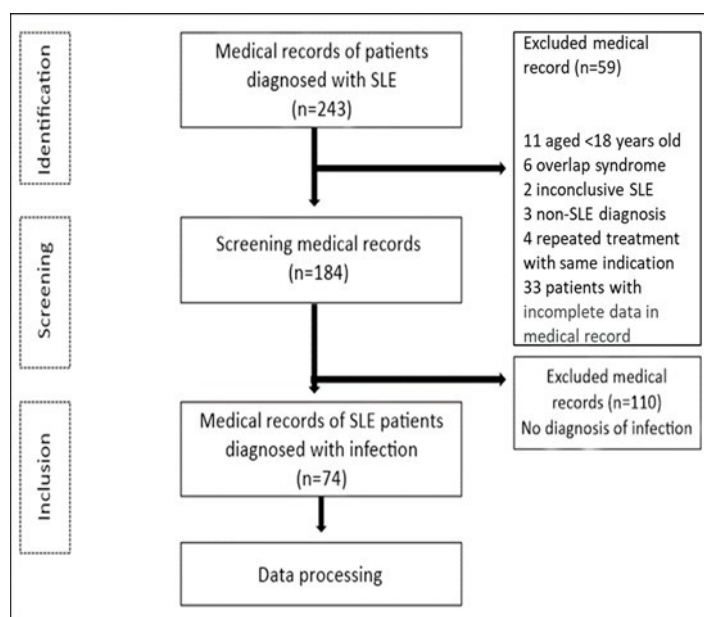 Identification
Medical records of patients
diagnosed with SLE
(n=243)
Excluded medical
record (n=59)
11 aged <18 years old
6 overlap syndrome
2 inconclusive SLE
3 non-SLE diagnosis
4 repeated treatment
with same indication
33 patients with
incomplete data in
medical record
Screening
Screening medical records
(n=184)
Excluded medical
records (n=110)
No diagnosis of infection
Inclusion
Medical records of SLE patients
diagnosed with infection
(n=74)
Data processing